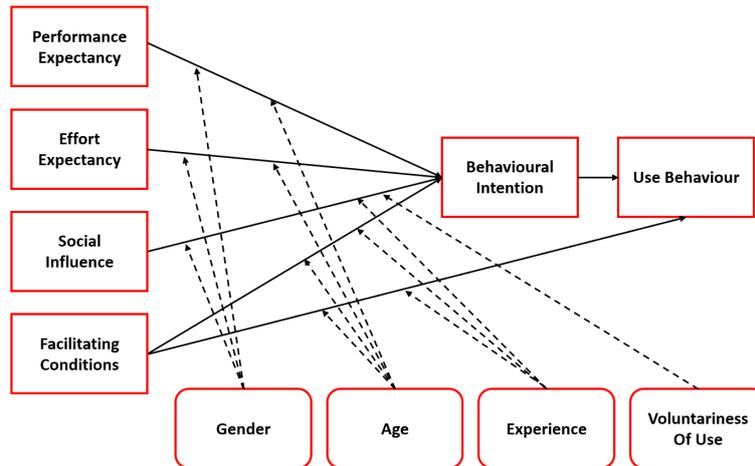 Performance
Expectancy
Effort
Expectancy
Social
Influence
Facilitating
Conditions
Behavioural
Intention
Use Behaviour
Gender
Age
Experience
Voluntariness
Of Use